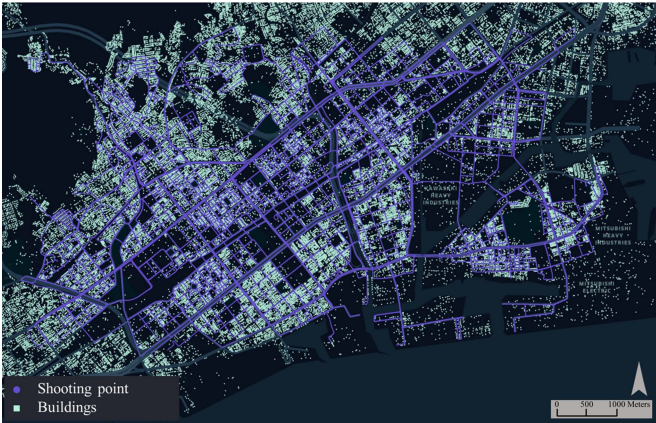 KAWASAKI
HEAVY
INDUSTRIES
MITSUBISHI
HEAVY
INDUSTRIES
MITSUBISHI
ELECTRIC
Shooting point
Buildings
0 500 1000 Meters